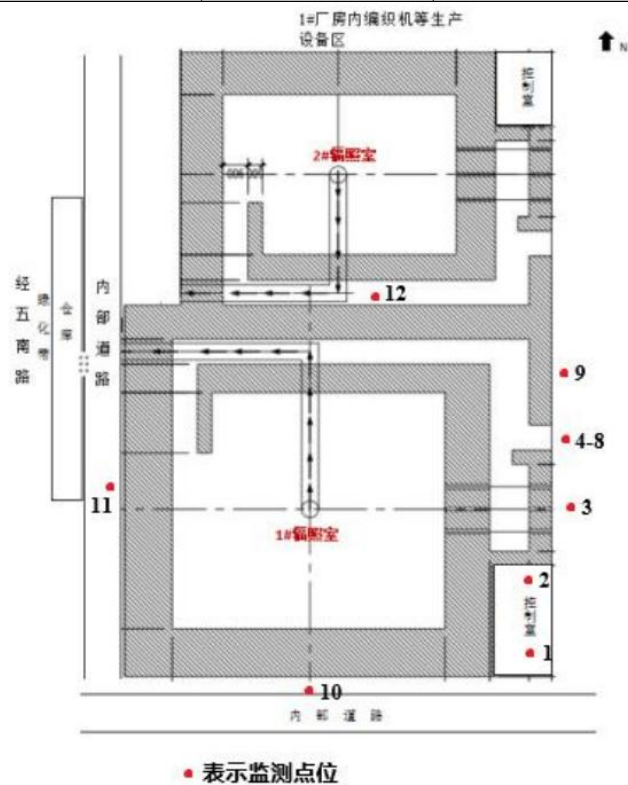 1#厂房内编织机等生产
设备区
N
控制室
2#辐照室
900
12
经五南路
绿化带
仓库
内部道路
9
4-8
11
3
1#辐照室
2
控制室
1
10
内部道路
表示监测点位